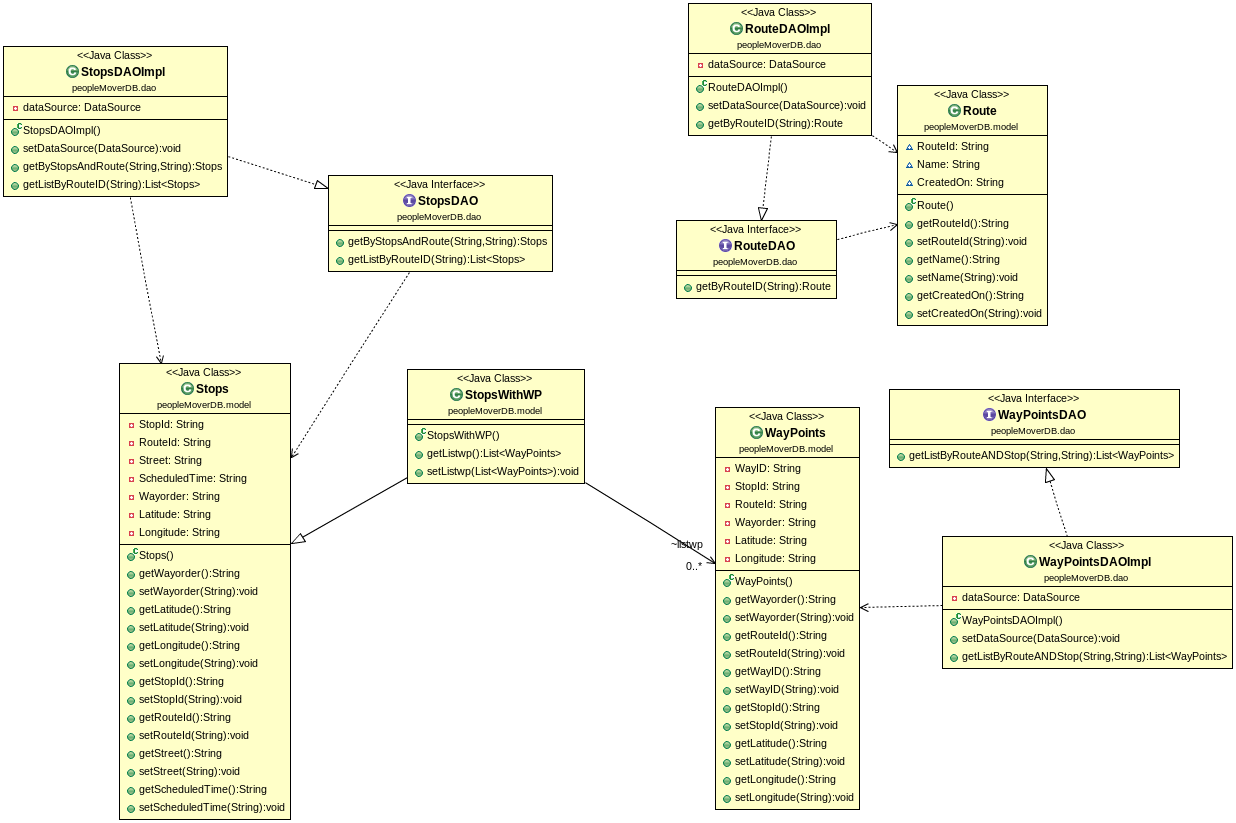 <<Java Class>>
StopsDAOImpl
peopleMoverDB.dao
dataSource: DataSource
StopsDAOImpl()
setDataSource(DataSource):void
getByStopsAndRoute(String,String):Stops
getListByRouteID(String):List<Stops>
<<Java Interface>>
StopsDAO
peopleMoverDB.dao
getByStopsAndRoute(String,String):Stops
getListByRouteID(String):List<Stops>
<<Java Class>>
RouteDAOImpl
peopleMoverDB.dao
dataSource: DataSource
RouteDAOImpl()
setDataSource(DataSource):void
getByRouteID(String):Route
<<Java Class>>
Route
peopleMoverDB.model
RouteId: String
Name: String
CreatedOn: String
Route()
getRouteId():String
setRouteId(String):void
getName():String
setName(String):void
getCreatedOn():String
setCreatedOn(String):void
<<Java Interface>>
RouteDAO
peopleMoverDB.dao
getByRouteID(String):Route
<<Java Class>>
Stops
peopleMoverDB.model
StopId: String
RouteId: String
Street: String
ScheduledTime: String
Wayorder: String
Latitude: String
Longitude: String
Stops()
getWayorder():String
setWayorder(String):void
getLatitude():String
setLatitude(String):void
getLongitude():String
setLongitude(String):void
getStopId():String
setStopId(String):void
getRouteId():String
setRouteId(String):void
getStreet():String
setStreet(String):void
getScheduledTime():String
setScheduledTime(String):void
<<Java Class>>
StopsWithWP
peopleMoverDB.model
StopsWithWP()
getListwp():List<WayPoints>
setListwp(List<WayPoints>):void
~listwp
0..*
<<Java Class>>
WayPoints
peopleMoverDB.model
WayID: String
StopId: String
RouteId: String
Wayorder: String
Latitude: String
Longitude: String
WayPoints()
getWayorder():String
setWayorder(String):void
getRouteId():String
setRouteId(String):void
getWayID():String
setWayID(String):void
getStopId():String
setStopId(String):void
getLatitude():String
setLatitude(String):void
getLongitude():String
setLongitude(String):void
<<Java Interface>>
WayPointsDAO
peopleMoverDB.dao
getListByRouteANDStop(String,String):List<WayPoints>
<<Java Class>>
WayPointsDAOImpl
peopleMoverDB.dao
dataSource: DataSource
WayPointsDAOImpl()
setDataSource(DataSource):void
getListByRouteANDStop(String,String):List<WayPoints>